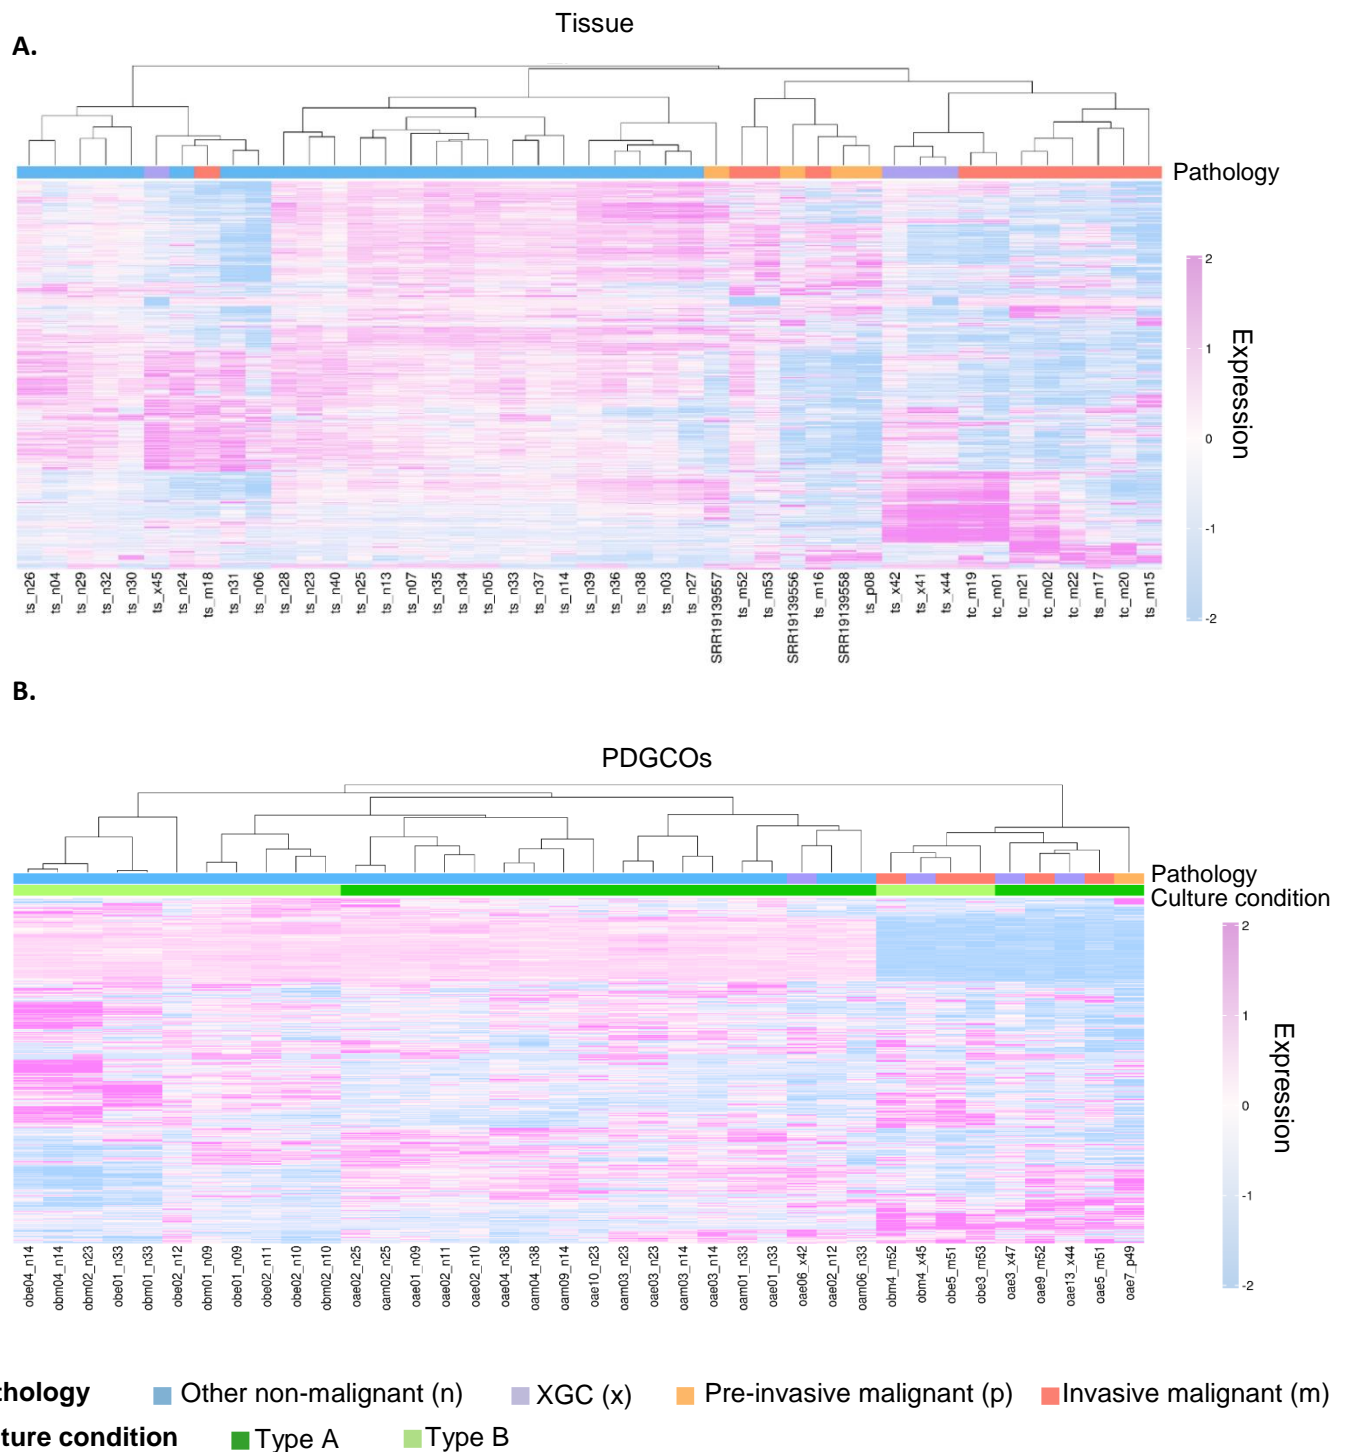 Tissue
A.
Pathology
2
1
0
-1
-2
Expression
ts_n26
ts_n04
ts_n29
ts_n32
ts_n30
ts_x45
ts_n24
ts_m18
ts_n31
ts_n06
ts_n28
ts_n23
ts_n40
ts_n25
ts_n13
ts_n07
ts_n35
ts_n34
ts_n05
ts_n33
ts_n37
ts_n14
ts_n39
ts_n36
ts_n38
ts_n03
ts_n27
SRR19139557
ts_m52
ts_m53
SRR19139556
ts_m16
SRR19139558
ts_p08
ts_x42
ts_x41
ts_x44
tc_m19
tc_m01
tc_m21
tc_m02
tc_m22
ts_m17
tc_m20
ts_m15
B.
PDGCOs
Pathology
Culture condition
2
1
0
-1
-2
Expression
obe04_n14
obm04_n14
obm02_n23
obe01_n33
obm01_n33
obe02_n12
obm01_n09
obe01_n09
obe02_n11
obe02_n10
obm02_n10
oae02_n25
oam02_n25
oae01_n09
oae02_n11
oae02_n10
oae04_n38
oam04_n38
oam09_n14
oae10_n23
oam03_n23
oae03_n23
oam03_n14
oae03_n14
oam01_n33
oae01_n33
oae06_x42
oam02_n12
oam06_n33
obm4_m52
obm4_x45
obe5_m51
obe3_m53
oae3_x47
oae9_m52
oae13_x44
oae5_m51
oae7_p49
thology Other non-malignant (n) XGC (x) Pre-invasive malignant (p) Invasive malignant (m)
ture condition Type A Type B